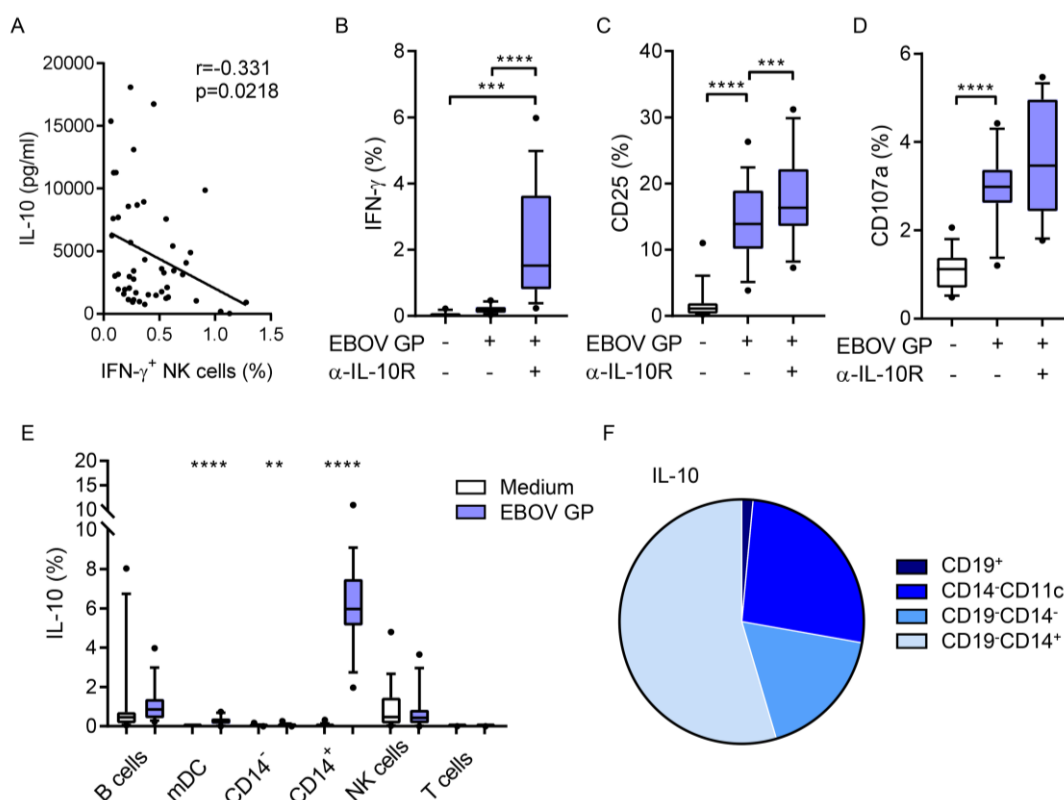 A
r=-0.331
p=0.0218
IL-10 (pg/ml)
20000
15000
10000
5000
0
0.0 0.5 1.0 1.5
IFN-γ⁺ NK cells (%)
B
IFN-γ (%)
8
6
4
2
0
****
***
EBOV GP - + +
α-IL-10R - - +
C
CD25 (%)
40
30
20
10
0
**** ***
EBOV GP - + +
α-IL-10R - - +
D
CD107a (%)
6
4
2
0
****
EBOV GP - + +
α-IL-10R - - +
E
IL-10 (%)
20
15
10
10
8
6
4
2
0
**** ** ****
Medium
EBOV GP
B cells
mDC
CD14⁻
CD14⁺
NK cells
T cells
F
IL-10
CD19⁺
CD14⁻CD11c
CD19⁻CD14⁻
CD19⁻CD14⁺